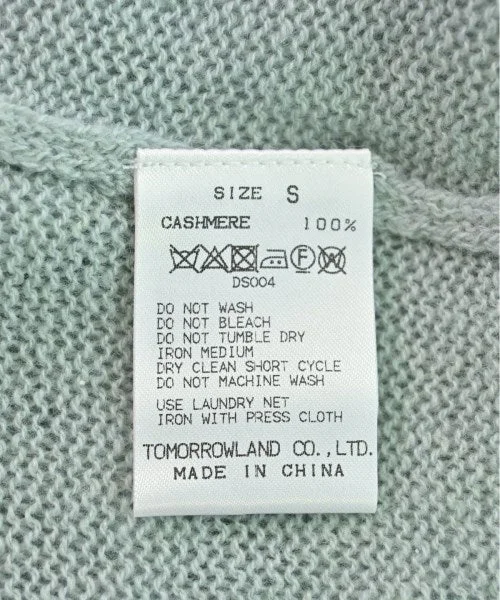 SIZE S
CASHMERE 100%
DS004
DO NOT WASH
DO NOT BLEACH
DO NOT TUMBLE DRY
IRON MEDIUM
DRY CLEAN SHORT CYCLE
DO NOT MACHINE WASH
USE LAUNDRY NET
IRON WITH PRESS CLOTH
TOMORROWLAND CO.,LTD.
MADE IN CHINA